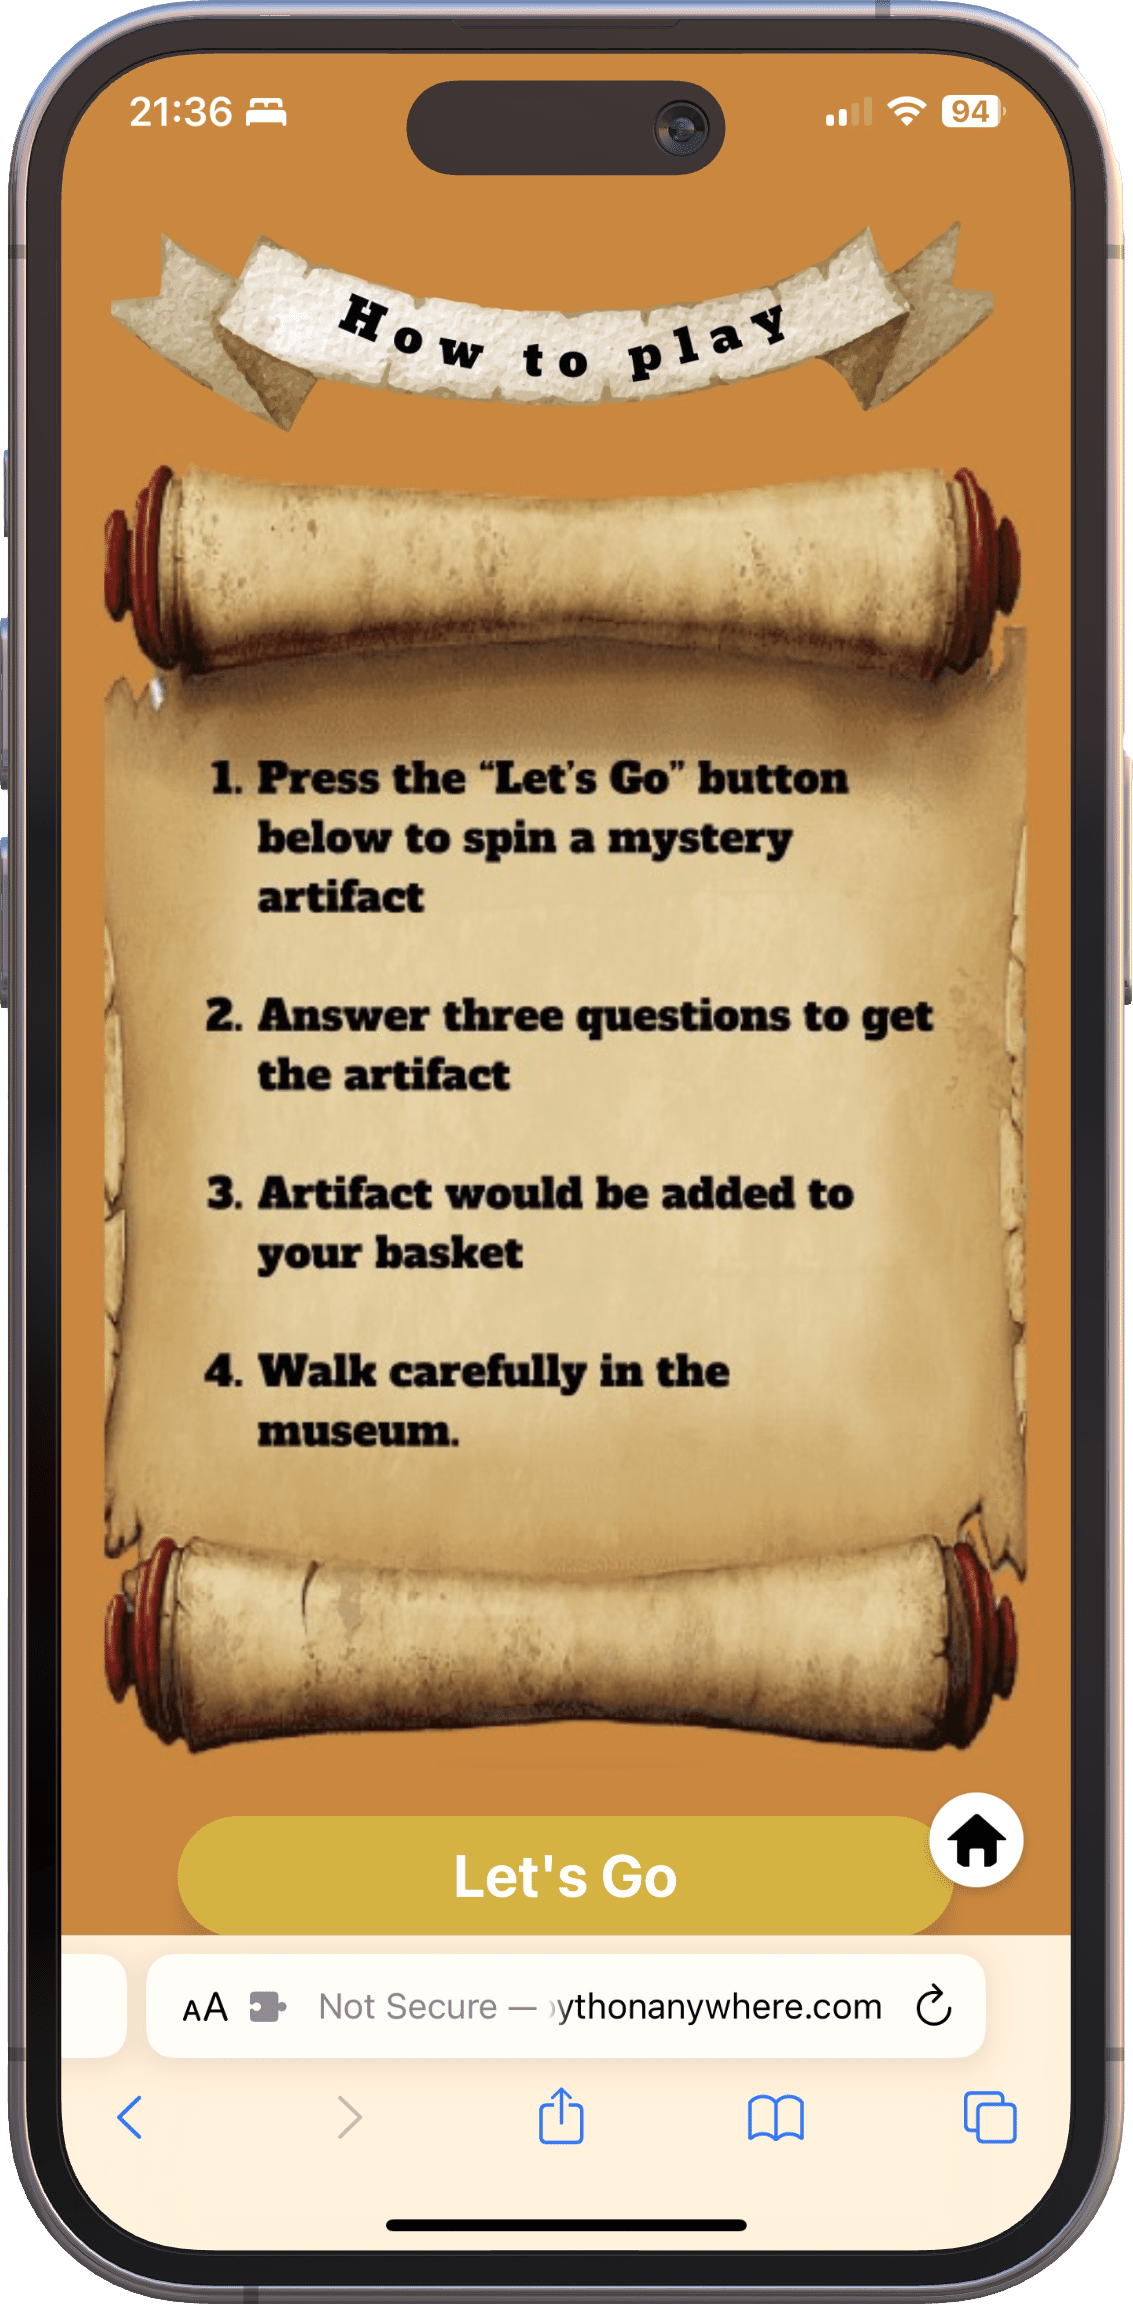 21:36
94
How to play
1. Press the “Let’s Go” button
below to spin a mystery
artifact
2. Answer three questions to get
the artifact
3. Artifact would be added to
your basket
4. Walk carefully in the
museum.
Let's Go
AA Not Secure — ythonanywhere.com